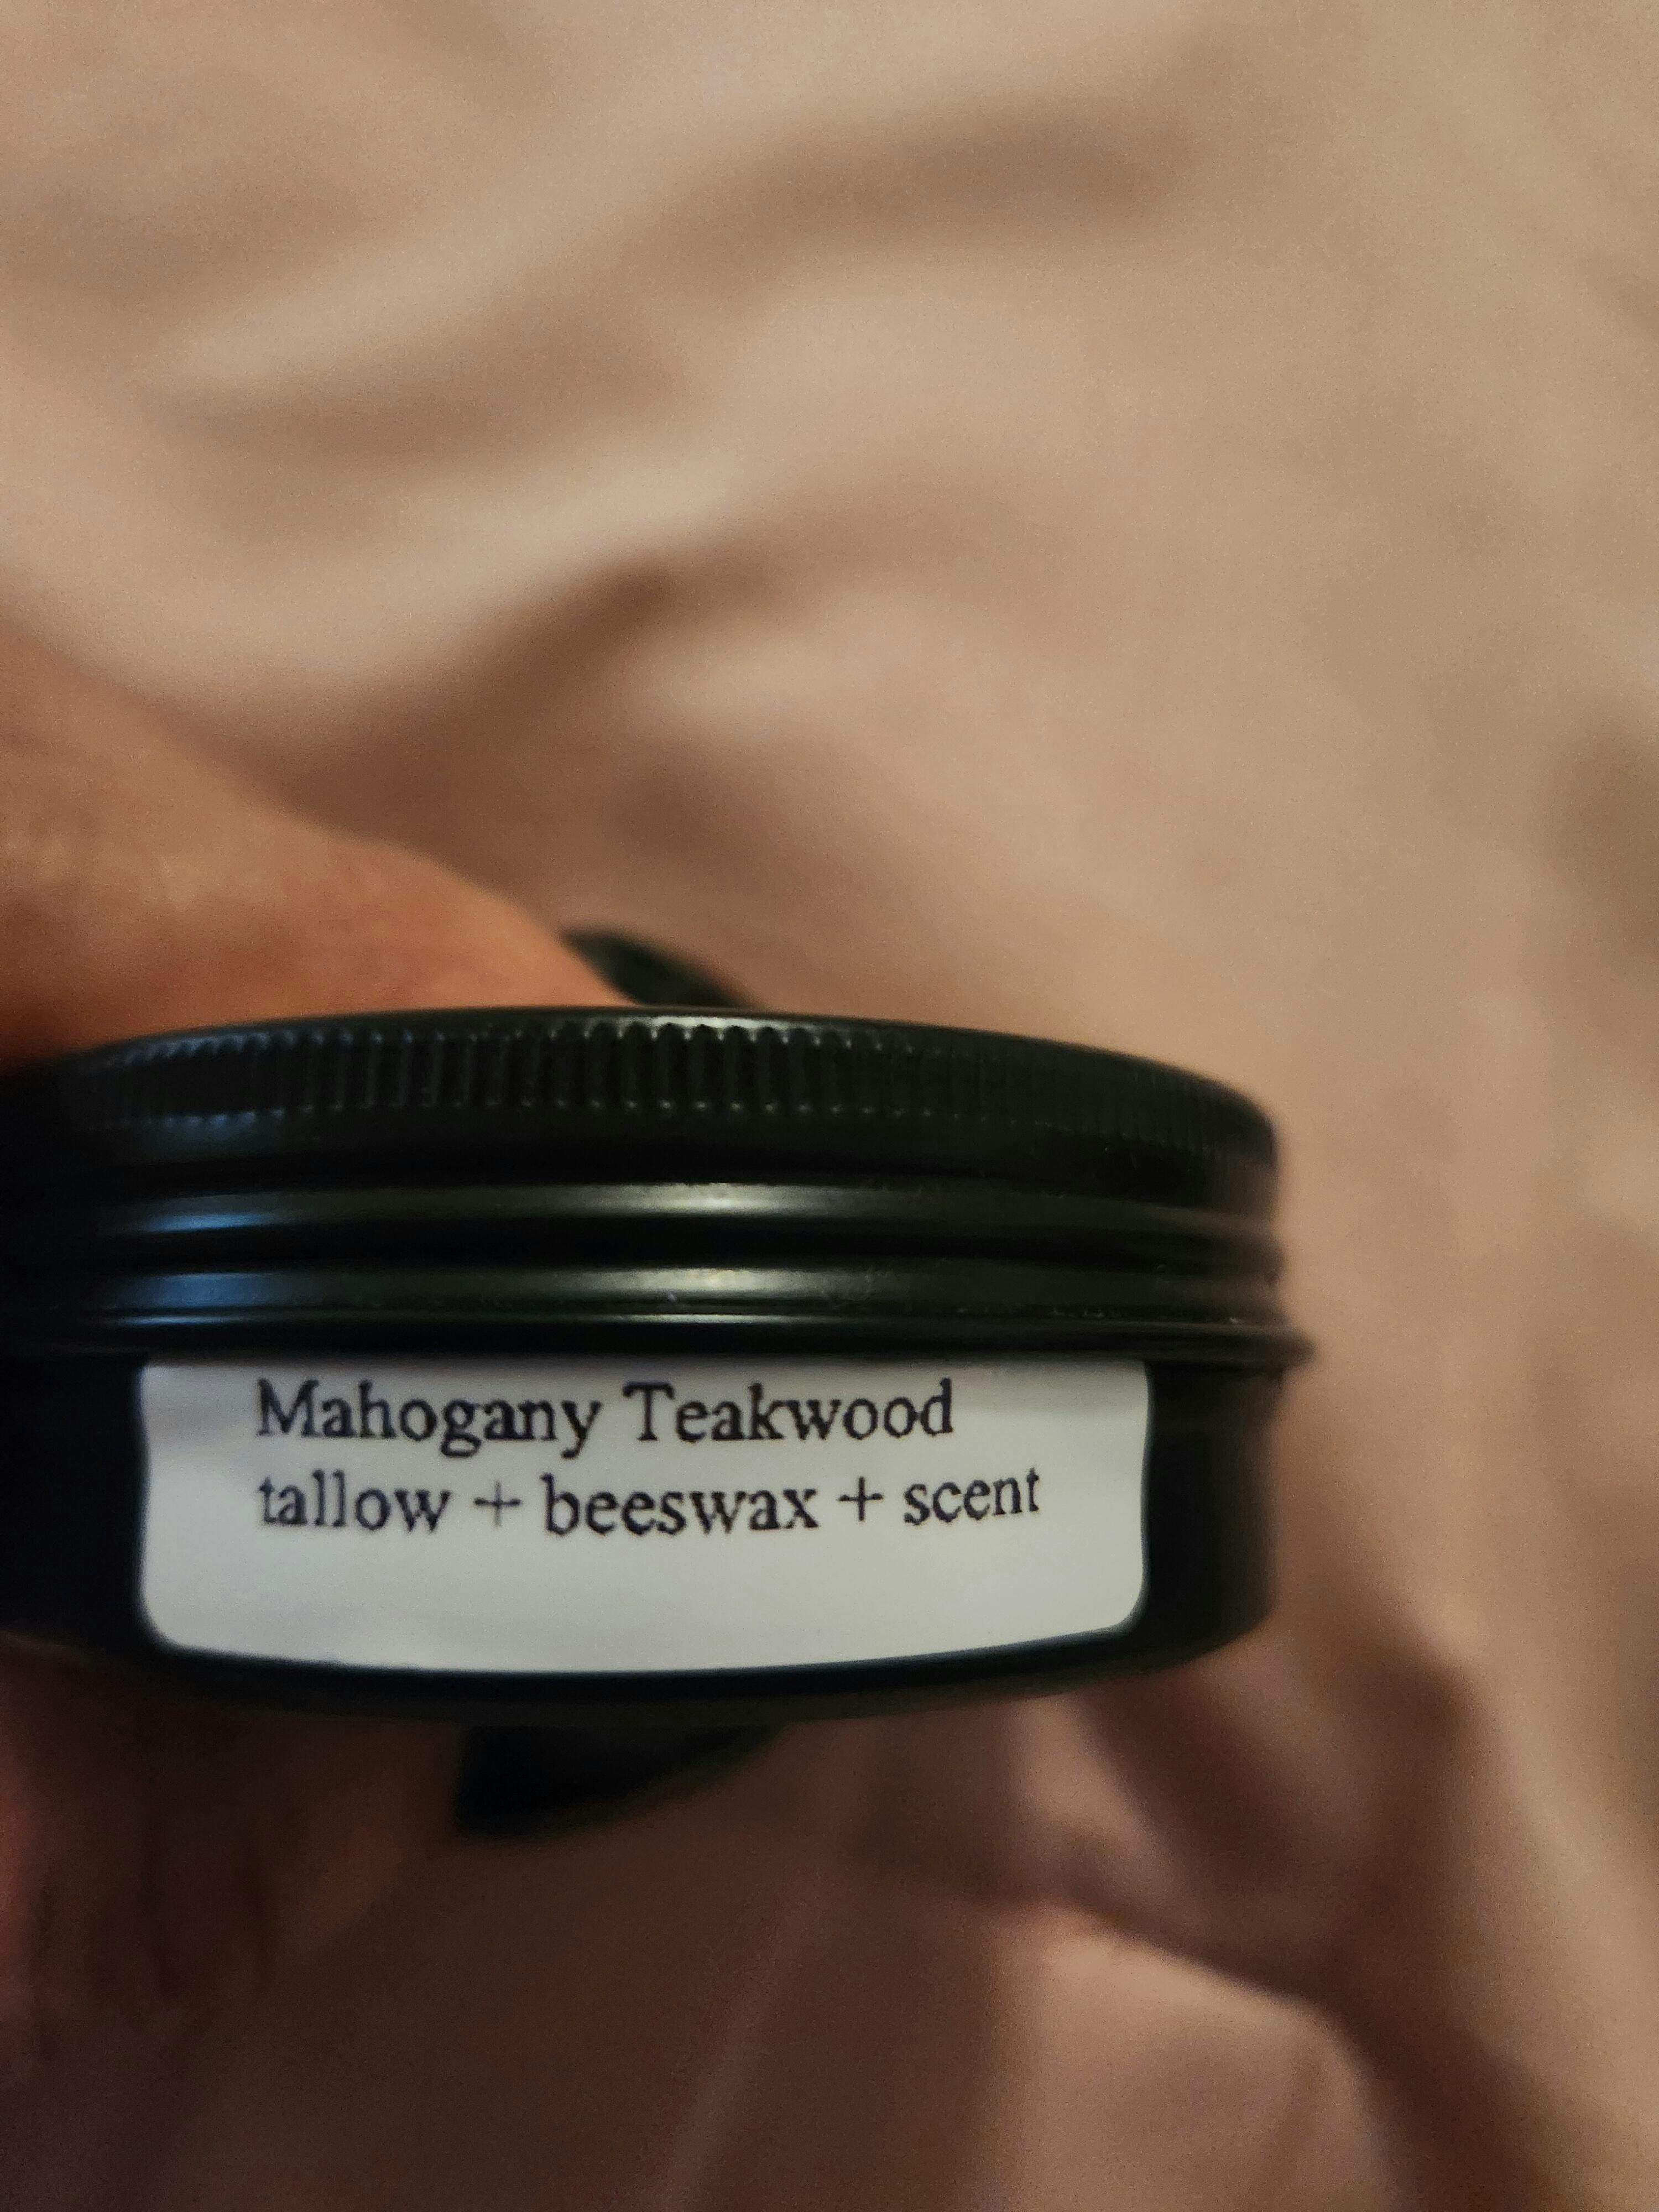 Mahogany Teakwood
tallow + beeswax + scent